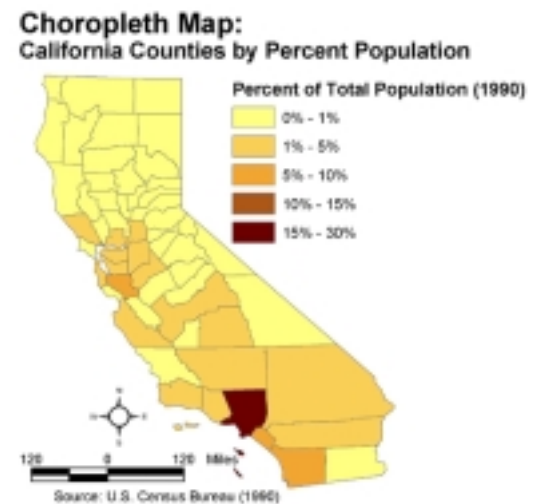 Choropleth Map:
California Counties by Percent Population
Percent of Total Population (1990)
0% - 1%
1% - 5%
5% - 10%
10% - 15%
15% - 30%
N
S
120 0 120 Miles
Source: U.S. Census Bureau (1990)